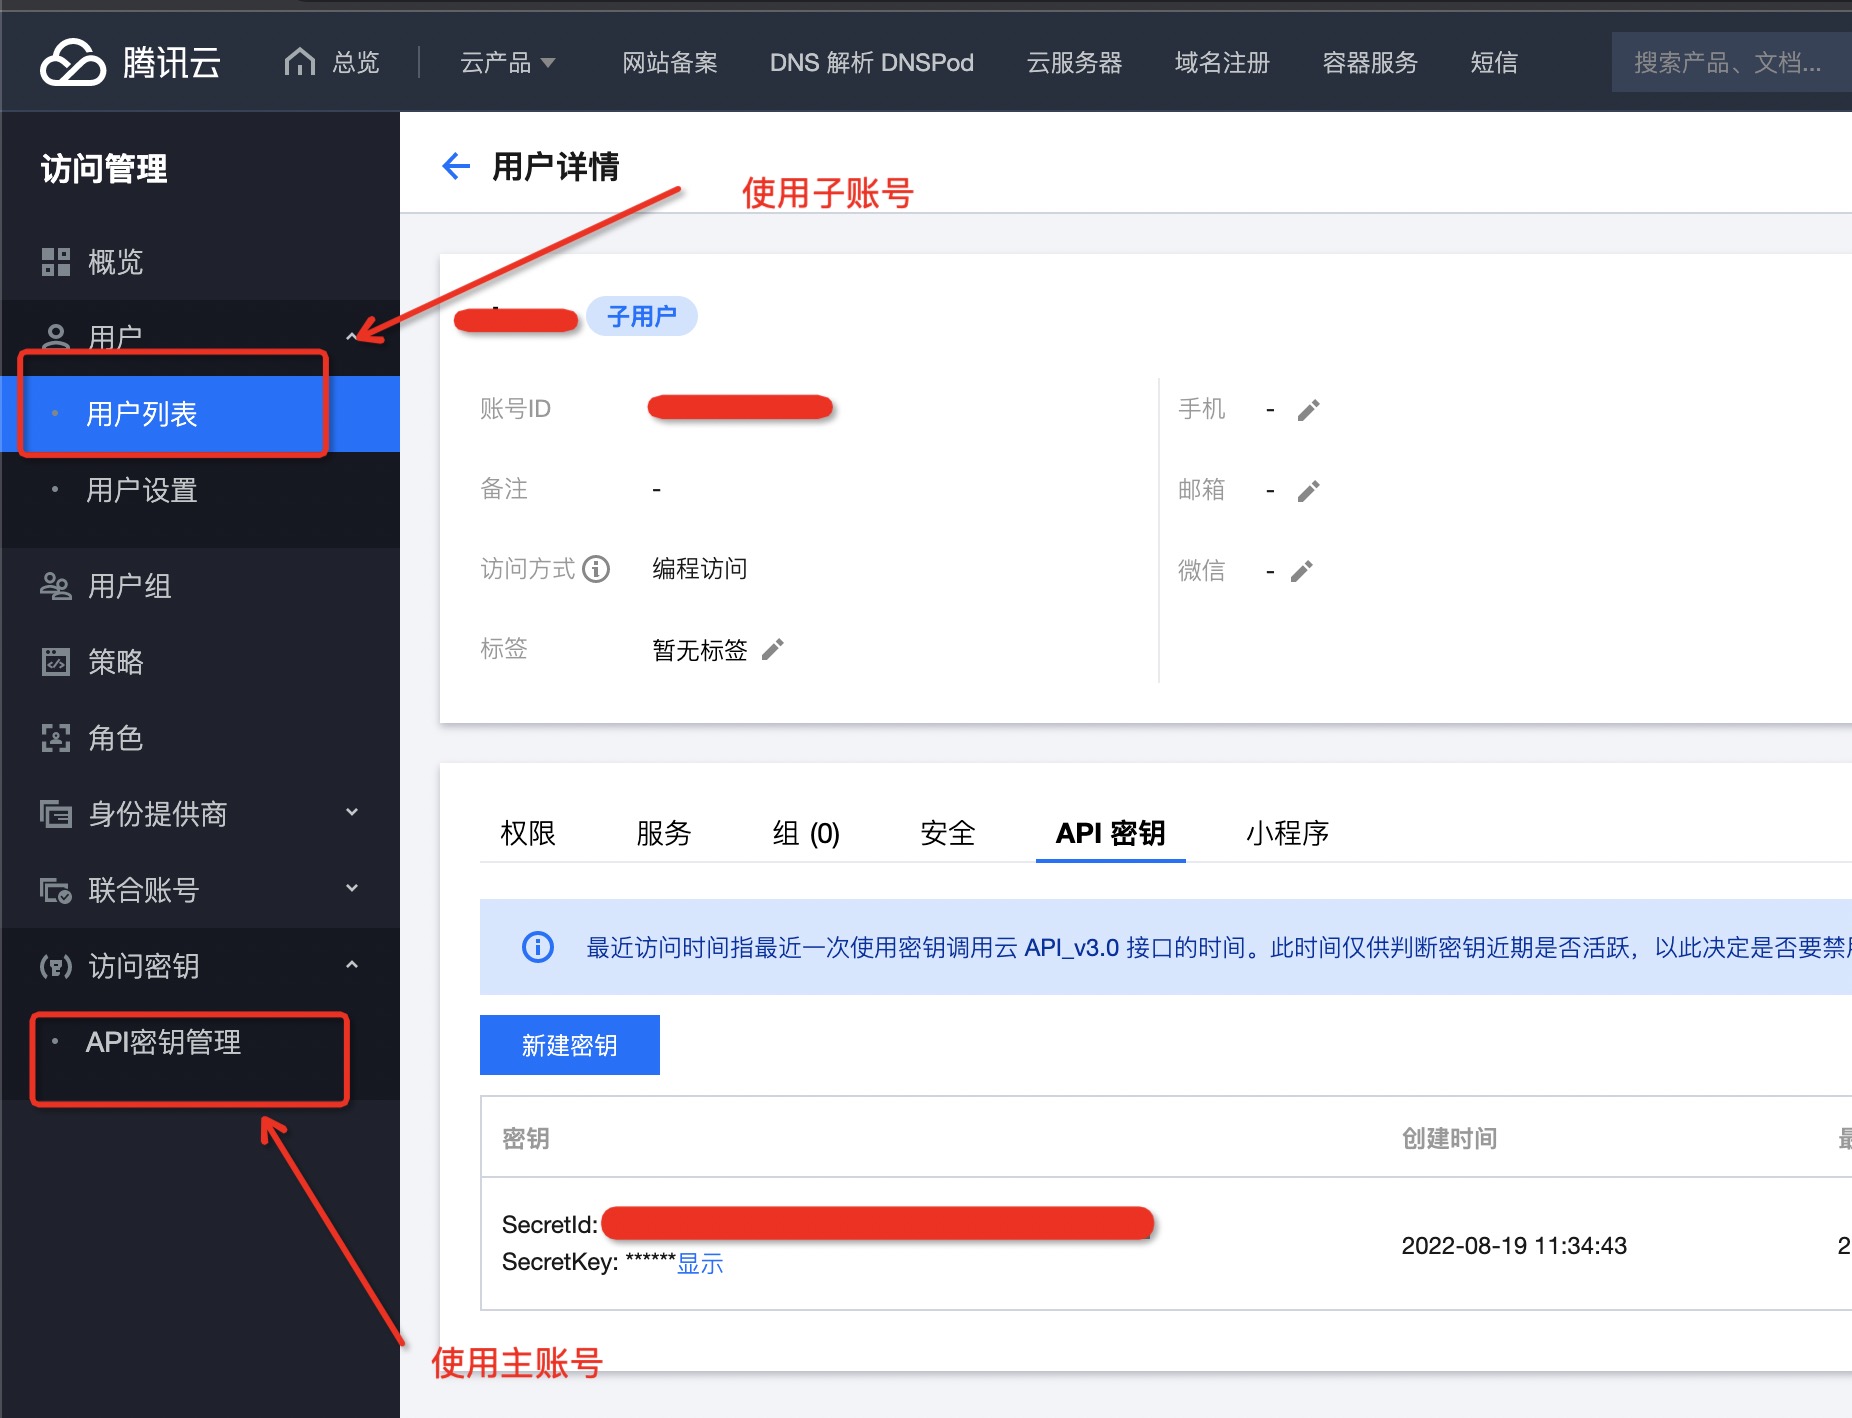 腾讯云 总览 云产品 网站备案 DNS 解析 DNSPod 云服务器 域名注册 容器服务 短信 搜索产品、文档...
访问管理
概览
用户
用户列表
用户设置
用户组
策略
角色
身份提供商
联合账号
访问密钥
API密钥管理
用户详情
使用子账号
子用户
账号ID
备注 -
访问方式 编程访问
标签 暂无标签
手机 -
邮箱 -
微信 -
权限 服务 组 (0) 安全 API 密钥 小程序
最近访问时间指最近一次使用密钥调用云 API_v3.0 接口的时间。此时间仅供判断密钥近期是否活跃，以此决定是否要禁
新建密钥
密钥 创建时间
SecretId:
SecretKey: ******显示
2022-08-19 11:34:43
2
使用主账号